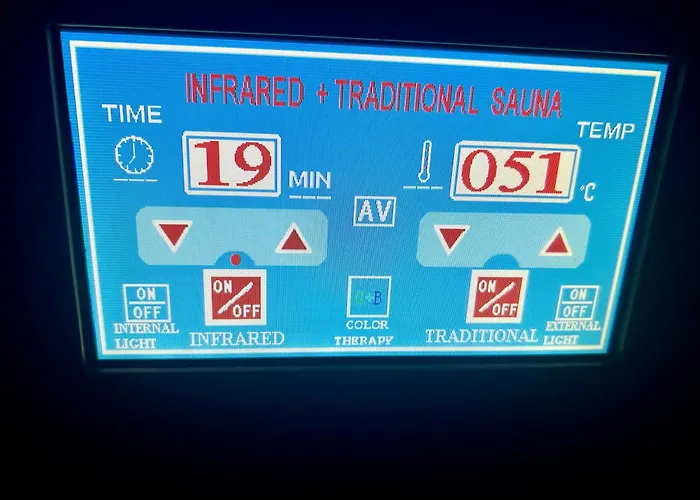 INFRARED + TRADITIONAL SAUNA
TIME
TEMP
19
MIN
051
°C
AV
ON
OFF
INTERNAL
LIGHT
ON
OFF
INFRARED
COLOR
THERAPY
ON
OFF
TRADITIONAL
ON
OFF
EXTERNAL
LIGHT